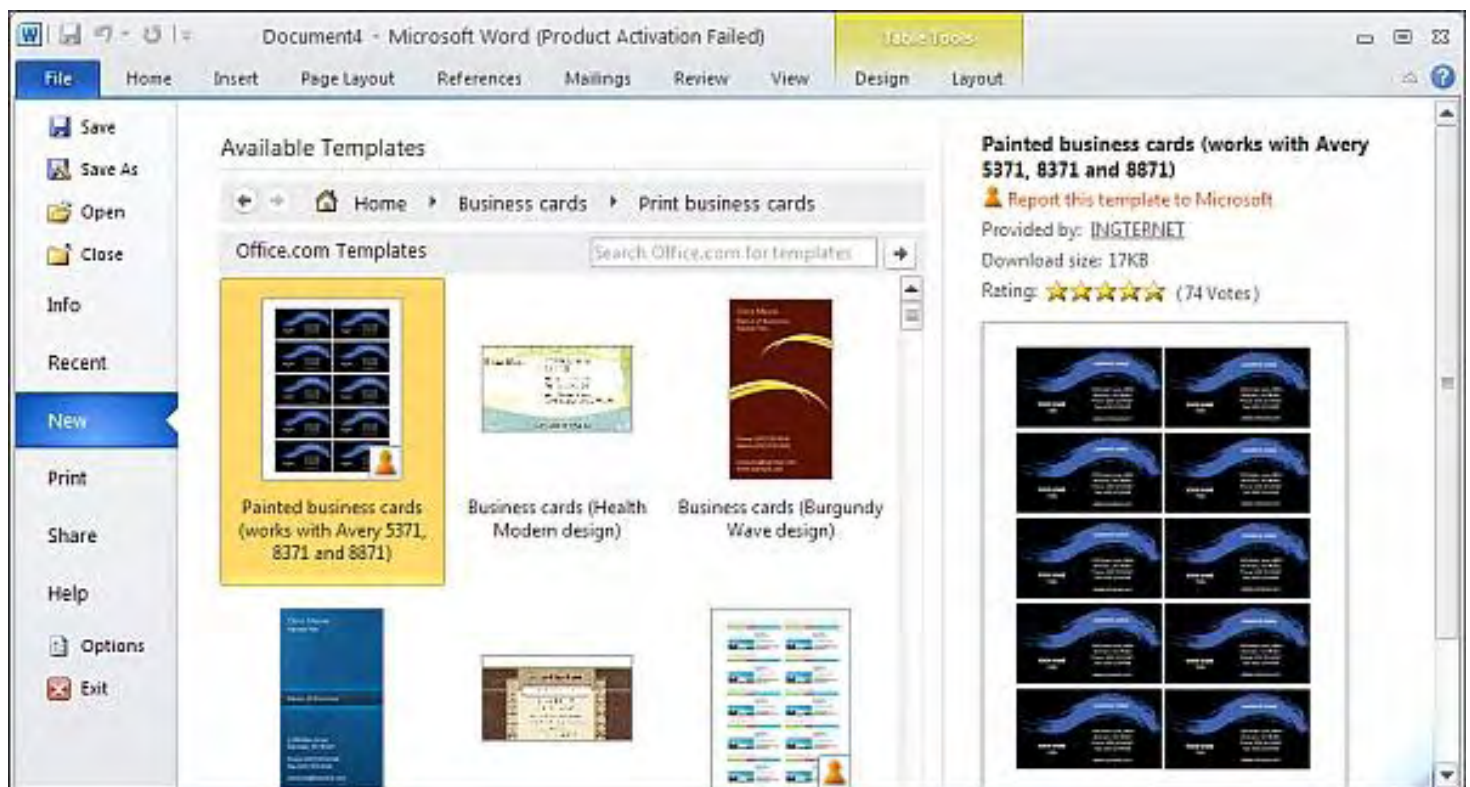 Document4 - Microsoft Word (Product Activation Failed)
Table Tools
File Home Insert Page Layout References Mailings Review View Design Layout
Save
Save As
Open
Close
Info
Recent
New
Print
Share
Help
Options
Exit
Available Templates
Home Business cards Print business cards
Office.com Templates
Search Office.com for templates
Painted business cards
(works with Avery 5371,
8371 and 8871)
Business cards (Health
Modern design)
Business cards (Burgundy
Wave design)
Painted business cards (works with Avery
5371, 8371 and 8871)
Report this template to Microsoft
Provided by: INGTERNET
Download size: 17KB
Rating: (74 Votes)